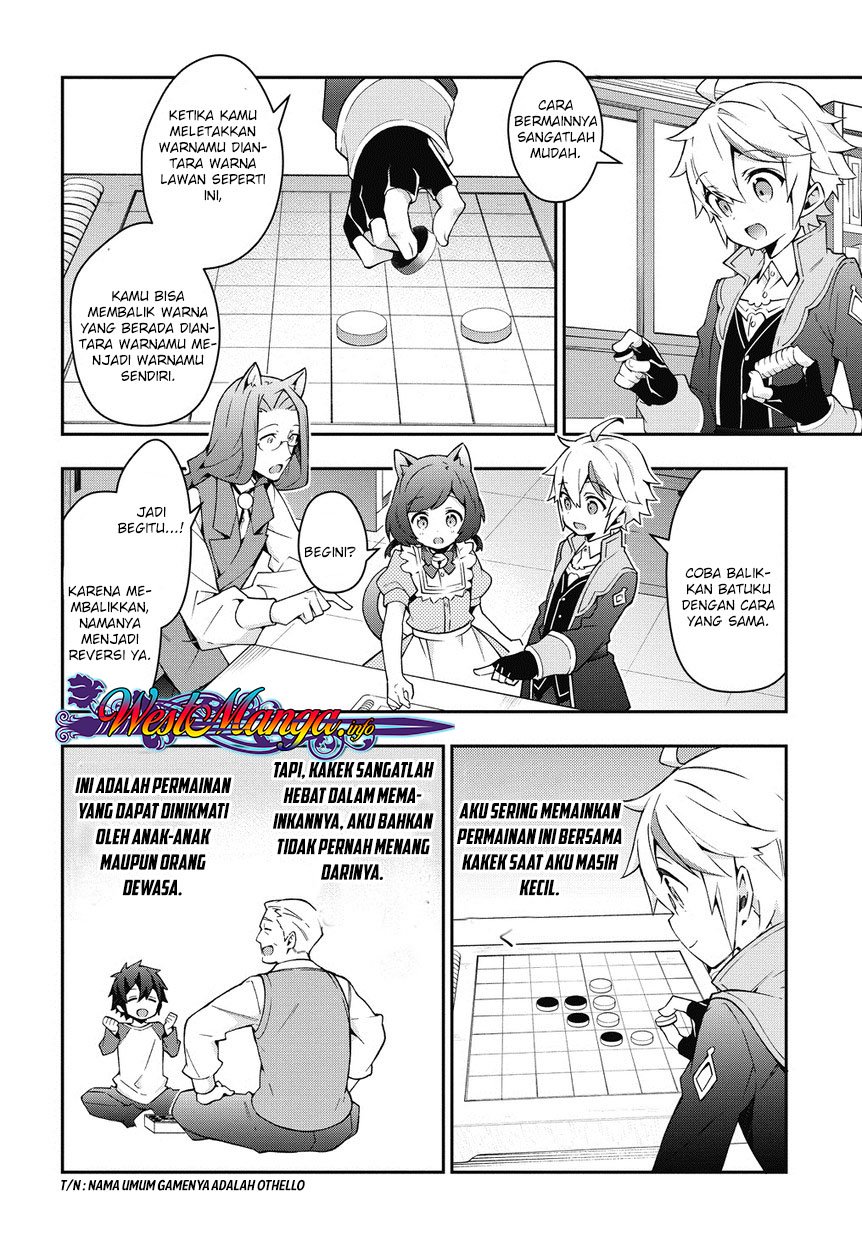 CARA
BERMAINNYA
SANGATLAH
MUDAH.
KETIKA KAMU
MELETAKKAN
WARNAMU DIAN-
TARA WARNA
LAWAN SEPERTI
INI,
KAMU BISA
MEMBALIK WARNA
YANG BERADA DIAN-
TARA WARNAMU ME-
NJADI WARNAMU
SENDIRI.
COBA BALIK-
KAN BATUKU
DENGAN CARA
YANG SAMA.
BEGINI?
JADI
BEGITU...!
KARENA ME-
MBALIKKAN,
NAMANYA
MENJADI
REVERSI YA.
WestManga.info
AKU SERING MEMAINKAN
PERMAINAN INI BERSAMA
KAKEK SAAT AKU MASIH
KECIL.
TAPI, KAKEK SANGATLAH
HEBAT DALAM MEMA-
INKANNYA, AKU BAHKAN
TIDAK PERNAH MENANG
DARINYA.
INI ADALAH PERMAINAN
YANG DAPAT DINIKMATI
OLEH ANAK-ANAK
MAUPUN ORANG
DEWASA.
T/N : NAMA UMUM GAMENYA ADALAH OTHELLO